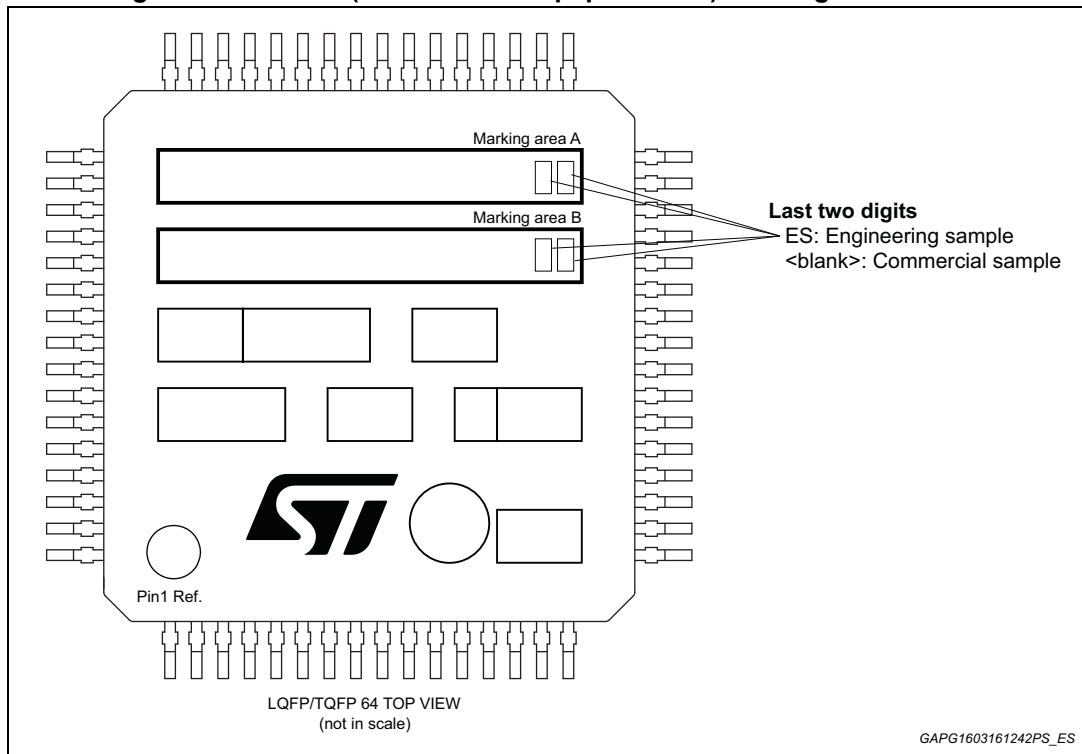 Marking area A
Marking area B
Last two digits
ES: Engineering sample
<blank>: Commercial sample
ST
Pin1 Ref.
LQFP/TQFP 64 TOP VIEW
(not in scale)
GAPG1603161242PS_ES